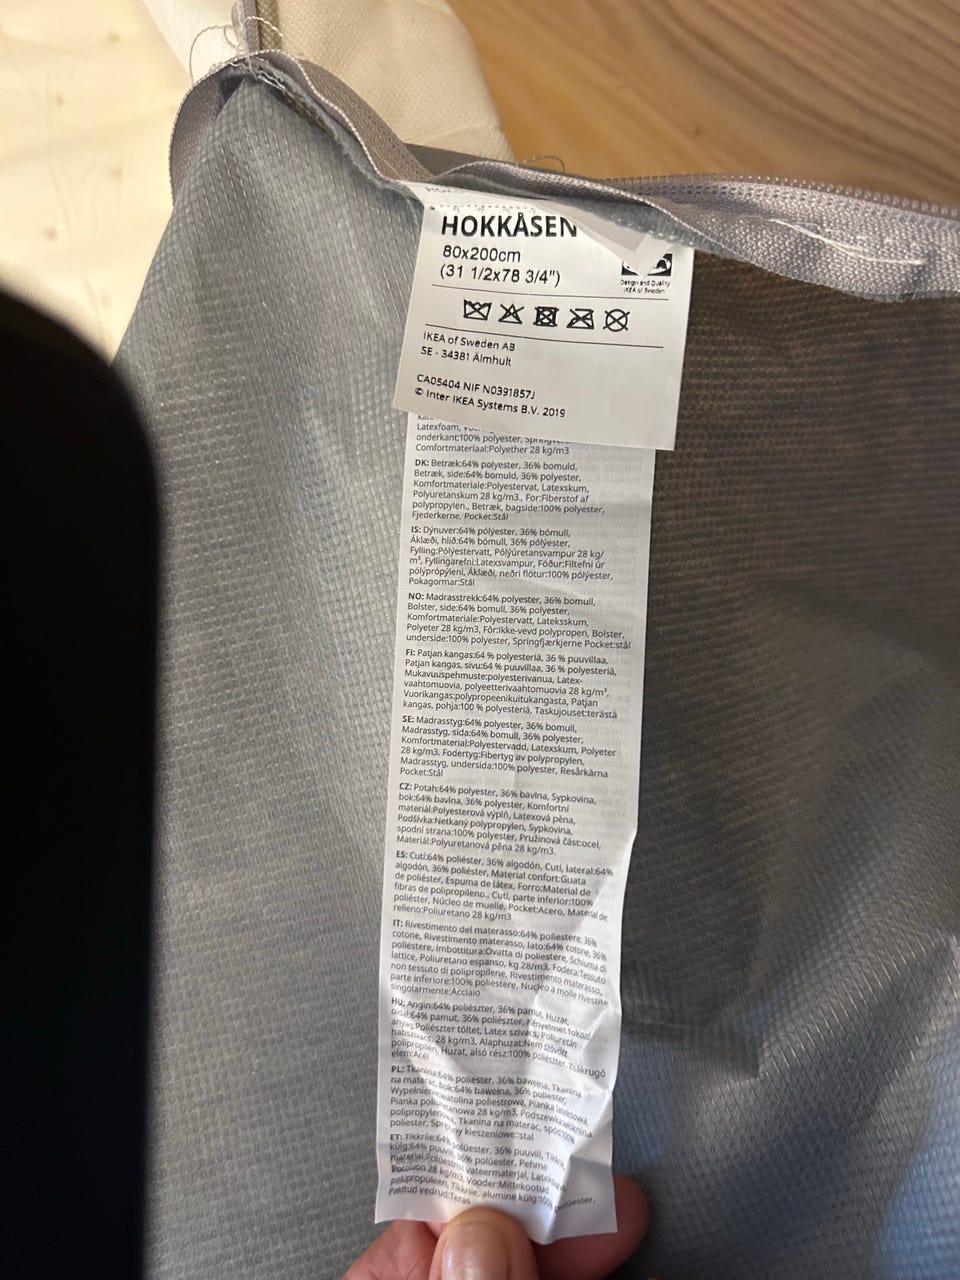 HOKKÅSEN
80x200cm
(31 1/2x78 3/4")
Design and Quality
IKEA of Sweden
IKEA of Sweden AB
SE - 34381 Älmhult
CA05404 NIF N0391857J
© Inter IKEA Systems B.V. 2019
Latexfoam,
onderkant:100% polyester,
Comfortmateriaal:Polyether 28 kg/m3
DK: Betræk:64% polyester, 36% bomuld,
Betræk, side:64% bomuld, 36% polyester,
Komfortmateriale:Polyestervat, Latexskum,
Polyuretanskum 28 kg/m3., For:Fiberstof af
polypropylen., Betræk, bagside:100% polyester,
Fjederkerne, Pocket:Stål
IS: Dýnuver:64% pólýester, 36% bómull,
Áklæði, hlið:64% bómull, 36% pólýester,
Fylling:Pólýestervatt, Pólýúretansvampur 28 kg/
m³, Fyllingarefni:Latexsvampur, Fóður:Filtefni úr
pólýprópýleni, Áklæði, neðri flötur:100% pólýester,
Pokagormar:Stál
NO: Madrasstrekk:64% polyester, 36% bomull,
Bolster, side:64% bomull, 36% polyester,
Komfortmateriale:Polyestervatt, Lateksskum,
Polyeter 28 kg/m3, Fôr:Ikke-vevd polypropen, Bolster,
underside:100% polyester, Springfjærkjerne Pocket:stål
FI: Patjan kangas:64 % polyesteriä, 36 % puuvillaa,
Patjan kangas, sivu:64 % puuvillaa, 36 % polyesteriä,
Mukavuuspehmuste:polyesterivanua, Latex-
vaahtomuovia, polyeetterivaahtomuovia 28 kg/m³,
Vuorikangas:polypropeenikuitukangasta, Patjan
kangas, pohja:100 % polyesteriä, Taskujouset:terästä
SE: Madrasstyg:64% polyester, 36% bomull,
Madrasstyg, sida:64% bomull, 36% polyester,
Komfortmaterial:Polyestervadd, Latexskum, Polyeter
28 kg/m3, Fodertyg:Fibertyg av polypropylen,
Madrasstyg, undersida:100% polyester, Resårkärna
Pocket:Stål
CZ: Potah:64% polyester, 36% bavlna, Sypkovina,
bok:64% bavlna, 36% polyester, Komfortní
materiál:Polyesterová výplň, Latexová pěna,
Podšívka:Netkaný polypropylen, Sypkovina,
spodní strana:100% polyester, Pružinová část:ocel,
Materiál:Polyuretanová pěna 28 kg/m3.
ES: Cutí:64% poliéster, 36% algodón, Cutí, lateral:64%
algodón, 36% poliéster, Material confort:Guata
de poliéster, Espuma de látex, Forro:Material de
fibras de polipropileno., Cutí, parte inferior:100%
poliéster, Núcleo de muelle, Pocket:Acero, Material de
relleno:Poliuretano 28 kg/m3
IT: Rivestimento del materasso:64% poliestere, 36%
cotone, Rivestimento materasso, lato:64% cotone, 36%
poliestere, Imbottitura:Ovatta di poliestere, Schiuma di
lattice, Poliuretano espanso, kg 28/m3, Fodera:Tessuto
non tessuto di polipropilene, Rivestimento materasso,
parte inferiore:100% poliestere, Nucleo a molle rivestite
singolarmente:Acciaio
HU: Angin:64% poliészter, 36% pamut, Huzat,
oldal:64% pamut, 36% poliészter, Kényelmet fokozó
anyag:Poliészter töltet, Latex szivacs, Poliuretán
habszivacs, 28 kg/m3, Alaphuzat:Nem szövött
polipropilén, Huzat, alsó rész:100% poliészter, Zsákrugó
elem:Acél
PL: Tkanina:64% poliester, 36% bawełna, Tkanina
na materac, bok:64% bawełna, 36% poliester,
Wypełnienie:watolina poliestrowa, Pianka lateksowa,
Pianka poliuretanowa 28 kg/m3, Podszewka:włóknina
polipropylenowa, Tkanina na materac, spód:100%
poliester, Sprężyny kieszeniowe:stal
ET: Tikkriie:64% polüester, 36% puuvill, Tikkriie,
külg:64% puuvill, 36% polüester, Pehme
materjal:Polüestrist vateermaterjal,
Poroloon 28 kg/m3, Vooder:Mittekootud
polüpropüleen, Tikkriie, alumine külg:100% polüester,
Pakitud vedrud:Teras